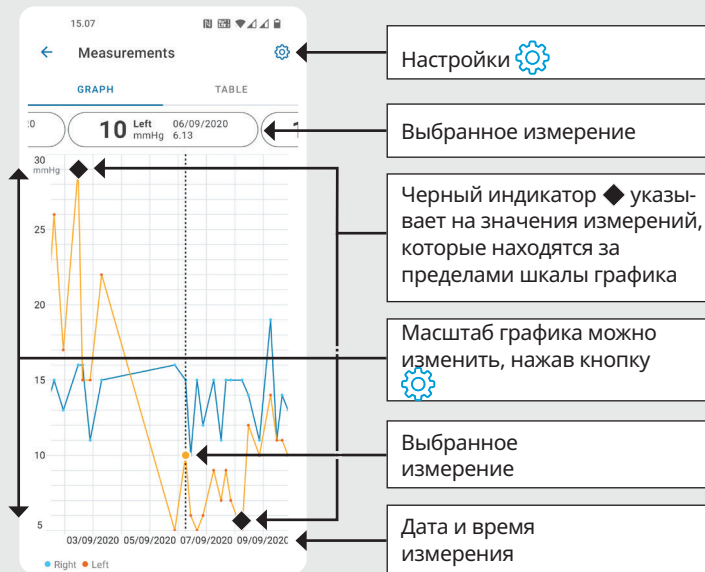 15.07
Measurements
GRAPH TABLE
10 Left mmHg 06/09/2020 6.13
30
mmHg
25
20
15
10
5
03/09/2020 05/09/2020 07/09/2020 09/09/2020
Right Left
Настройки
Выбранное измерение
Черный индикатор ◆ указы-
вает на значения измерений,
которые находятся за
пределами шкалы графика
Масштаб графика можно
изменить, нажав кнопку
Выбранное
измерение
Дата и время
измерения